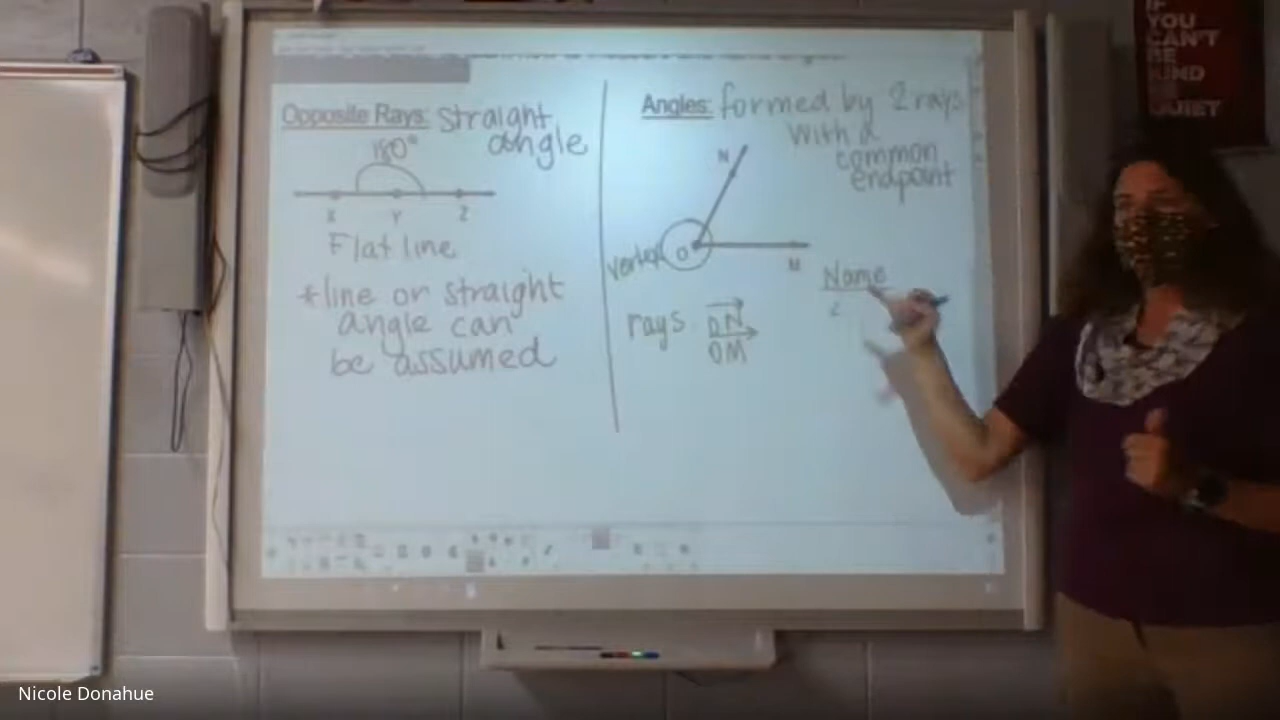 Opposite Rays: straight
angle
180°
X Y Z
Flat line
*line or straight
angle can
be assumed
Angles: formed by 2 rays
with a
common
endpoint
N
vertex O
M
rays ON
OM
Name
IF
YOU
CAN'T
BE
KIND
BE
QUIET
Nicole Donahue